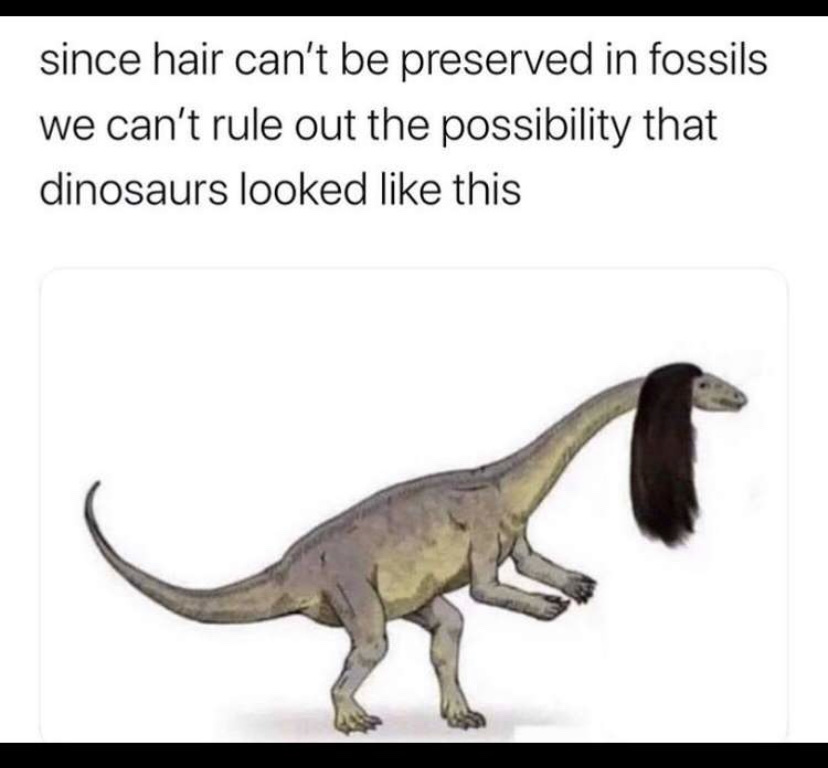 since hair can't be preserved in fossils
we can't rule out the possibility that
dinosaurs looked like this